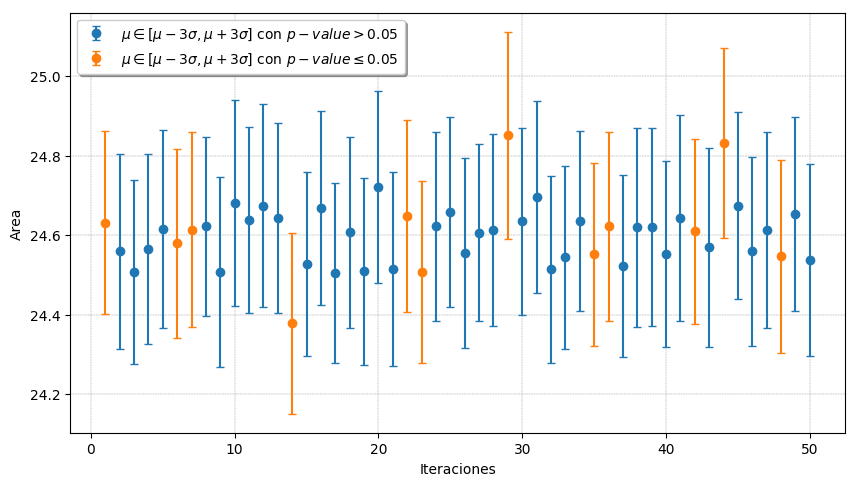 μ ∈ [μ − 3σ, μ + 3σ] con p − value > 0.05
μ ∈ [μ − 3σ, μ + 3σ] con p − value ≤ 0.05
25.0
24.8
24.6
24.4
24.2
Area
0 10 20 30 40 50
Iteraciones